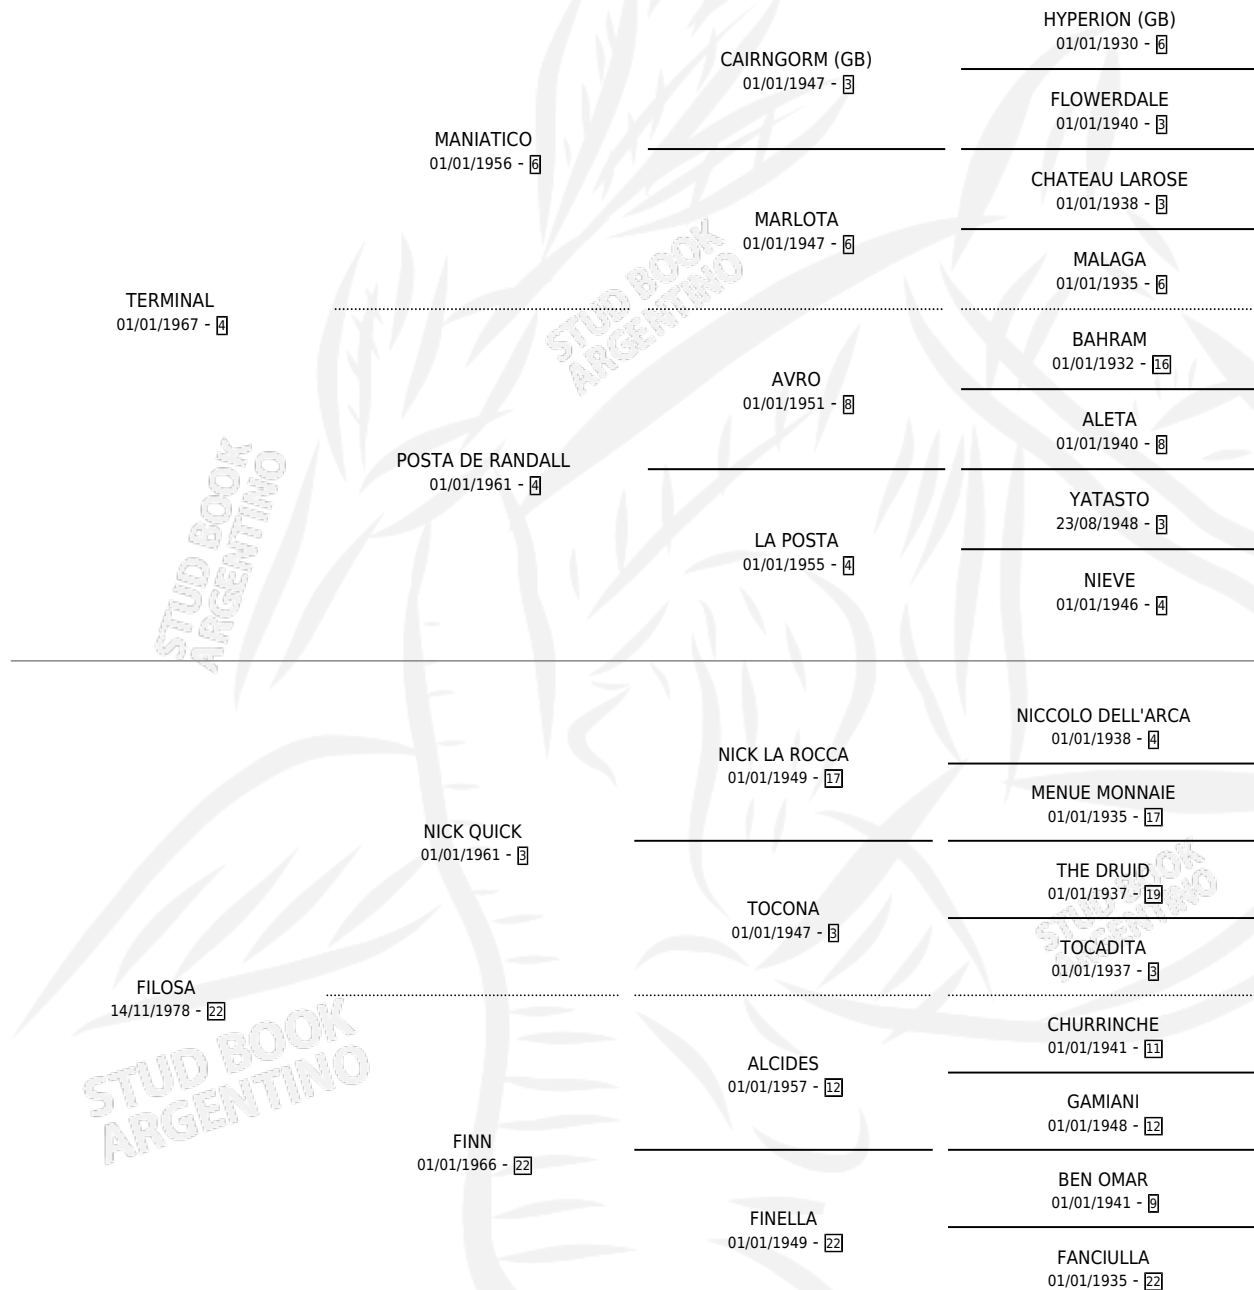 HYPERION (GB)
01/01/1930 - 6
CAIRNGORM (GB)
01/01/1947 - 3
FLOWERDALE
01/01/1940 - 3
MANIATICO
01/01/1956 - 6
CHATEAU LAROSE
01/01/1938 - 3
MARLOTA
01/01/1947 - 6
MALAGA
01/01/1935 - 6
TERMINAL
01/01/1967 - 4
BAHRAM
01/01/1932 - 16
AVRO
01/01/1951 - 8
ALETA
01/01/1940 - 8
POSTA DE RANDALL
01/01/1961 - 4
YATASTO
23/08/1948 - 3
LA POSTA
01/01/1955 - 4
NIEVE
01/01/1946 - 4
NICCOLO DELL'ARCA
01/01/1938 - 4
NICK LA ROCCA
01/01/1949 - 17
MENUE MONNAIE
01/01/1935 - 17
NICK QUICK
01/01/1961 - 3
THE DRUID
01/01/1937 - 19
TOCONA
01/01/1947 - 3
TOCADITA
01/01/1937 - 3
FILOSA
14/11/1978 - 22
CHURRINCHE
01/01/1941 - 11
ALCIDES
01/01/1957 - 12
GAMIANI
01/01/1948 - 12
FINN
01/01/1966 - 22
BEN OMAR
01/01/1941 - 9
FINELLA
01/01/1949 - 22
FANCIULLA
01/01/1935 - 22
STUD BOOK
ARGENTINO
STUD BOOK
ARGENTINO
STUD BOOK
ARGENTINO
STUD BOOK
ARGENTINO